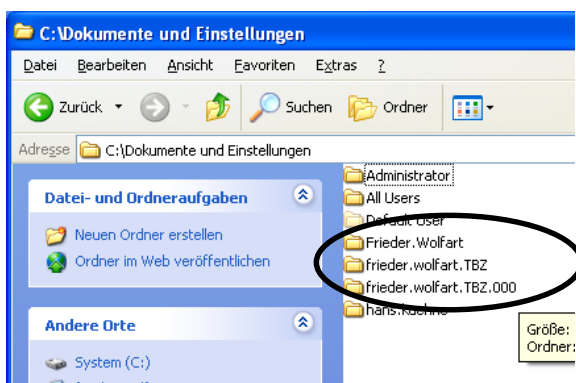 C:\Dokumente und Einstellungen
Datei Bearbeiten Ansicht Favoriten Extras ?
Zurück Suchen Ordner
Adresse C:\Dokumente und Einstellungen
Datei- und Ordneraufgaben
Neuen Ordner erstellen
Ordner im Web veröffentlichen
Andere Orte
System (C:)
Administrator
All Users
Default User
Frieder.Wolfart
frieder.wolfart.TBZ
frieder.wolfart.TBZ.000
hans.kuehne
Größe:
Ordner: